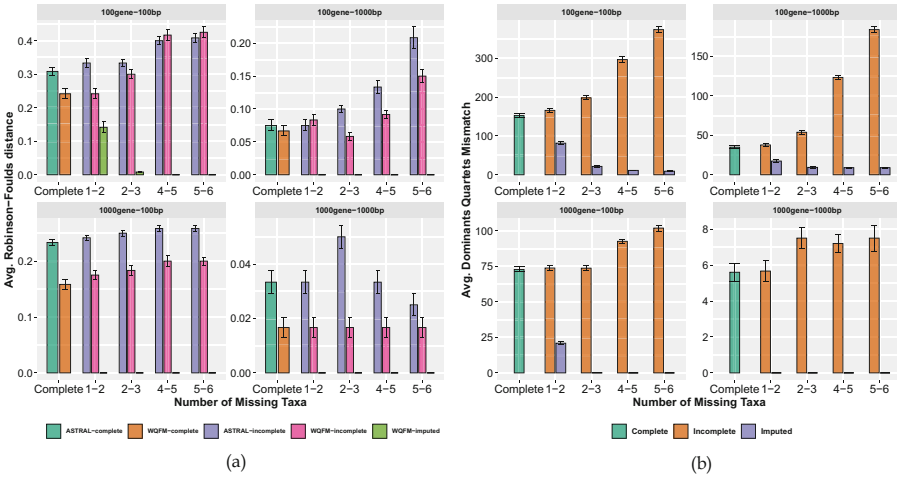 100gene−100bp
100gene−1000bp
0.4
0.3
0.2
0.1
0.0
0.20
0.15
0.10
0.05
0.00
Complete 1−2 2−3 4−5 5−6
Complete 1−2 2−3 4−5 5−6
1000gene−100bp
1000gene−1000bp
0.2
0.1
0.0
0.04
0.02
0.00
Complete 1−2 2−3 4−5 5−6
Complete 1−2 2−3 4−5 5−6
Avg. Robinson−Foulds distance
Number of Missing Taxa
ASTRAL−complete WQFM−complete ASTRAL−incomplete WQFM−incomplete WQFM−imputed
(a)
100gene−100bp
100gene−1000bp
300
200
150
100
0
150
100
50
0
Complete 1−2 2−3 4−5 5−6
Complete 1−2 2−3 4−5 5−6
1000gene−100bp
1000gene−1000bp
100
75
50
25
0
8
6
4
2
0
Complete 1−2 2−3 4−5 5−6
Complete 1−2 2−3 4−5 5−6
Avg. Dominants Quartets Mismatch
Number of Missing Taxa
Complete Incomplete Imputed
(b)